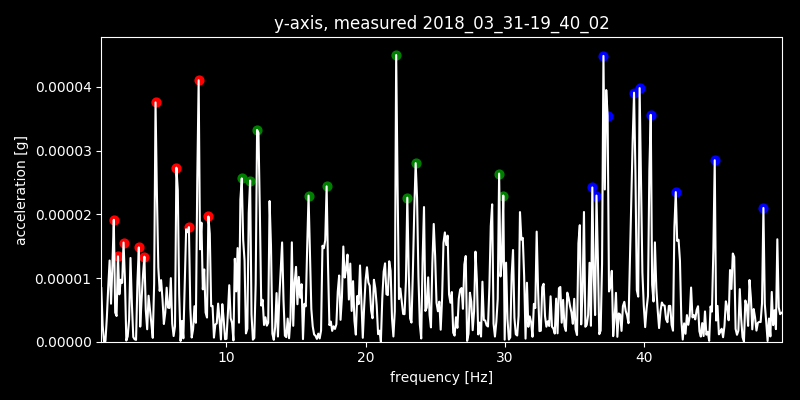 y-axis, measured 2018_03_31-19_40_02
acceleration [g]
0.00004
0.00003
0.00002
0.00001
0.00000
10 20 30 40
frequency [Hz]